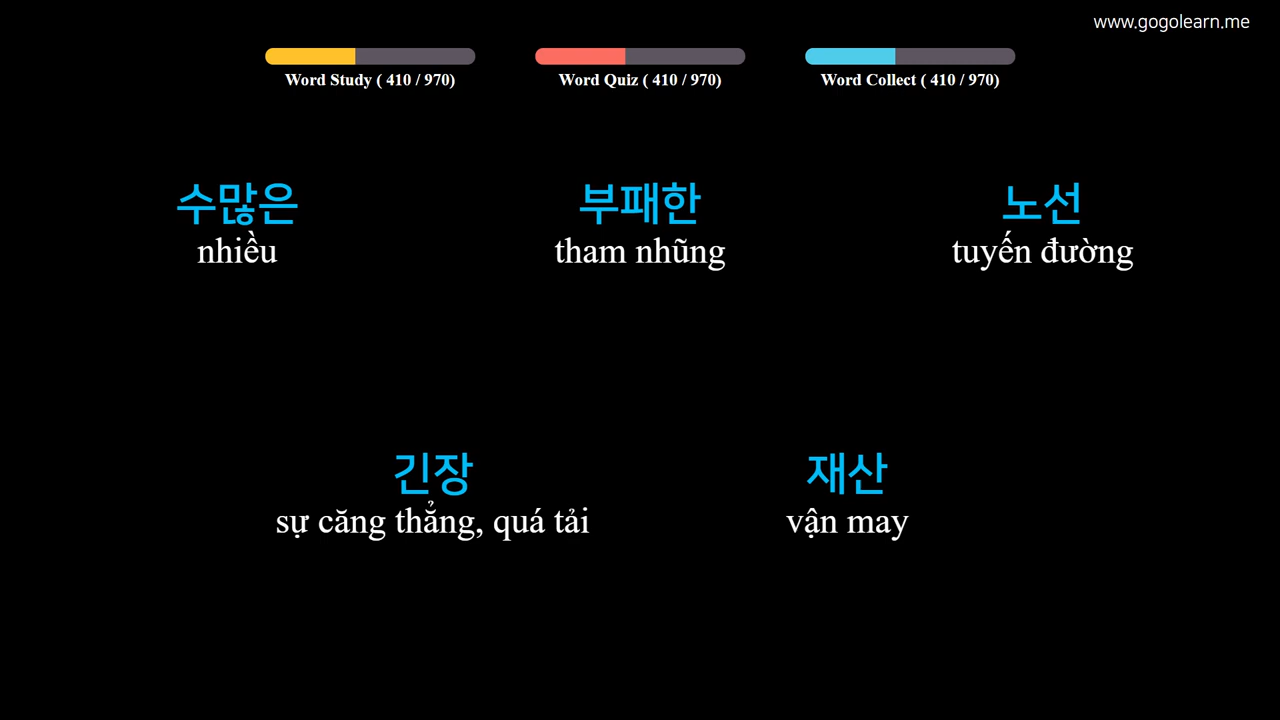 www.gogolearn.me
Word Study ( 410 / 970)
Word Quiz ( 410 / 970)
Word Collect ( 410 / 970)
수많은
nhiều
부패한
tham nhũng
노선
tuyến đường
긴장
sự căng thẳng, quá tải
재산
vận may